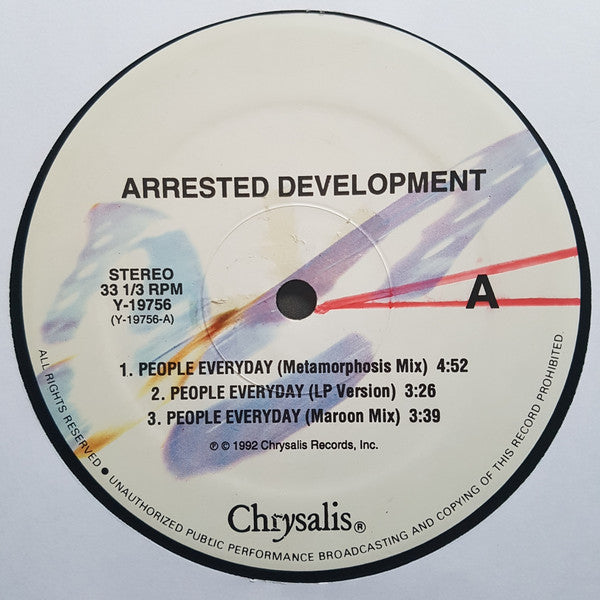 ARRESTED DEVELOPMENT
STEREO
33 1/3 RPM
Y-19756
(Y-19756-A)
A
1. PEOPLE EVERYDAY (Metamorphosis Mix) 4:52
2. PEOPLE EVERYDAY (LP Version) 3:26
3. PEOPLE EVERYDAY (Maroon Mix) 3:39
℗ © 1992 Chrysalis Records, Inc.
Chrysalis®
ALL RIGHTS RESERVED ● UNAUTHORIZED PUBLIC PERFORMANCE BROADCASTING AND COPYING OF THIS RECORD PROHIBITED.